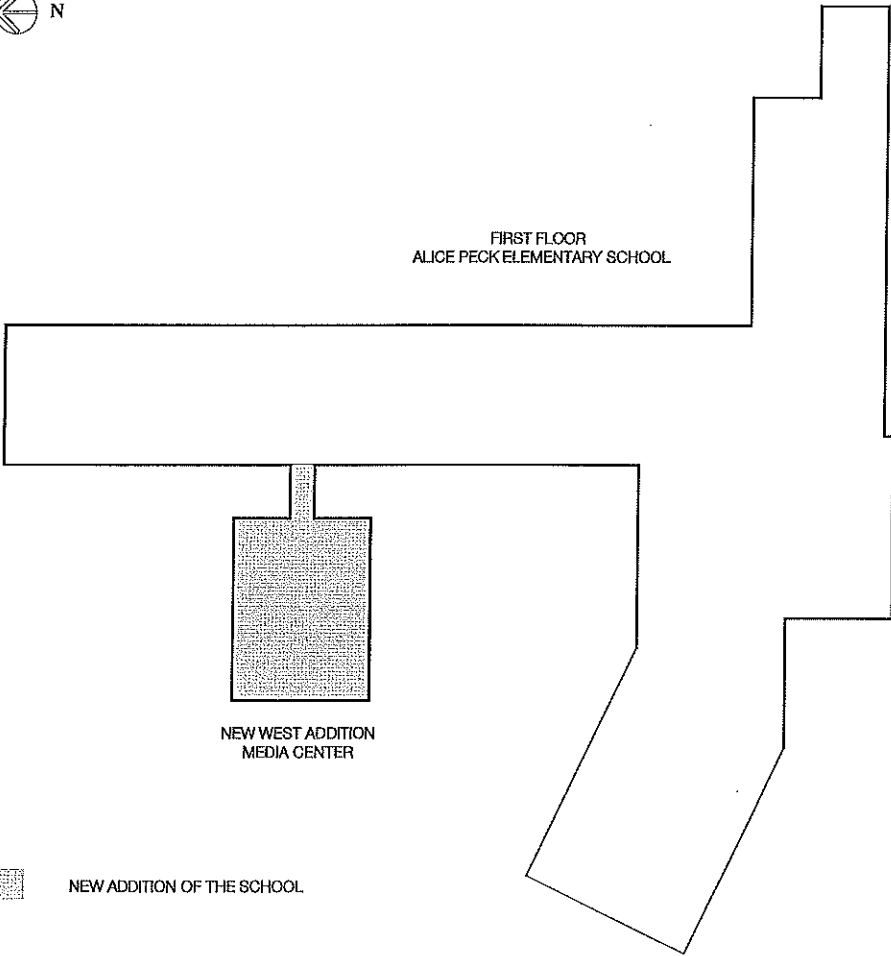 N
FIRST FLOOR
ALICE PECK ELEMENTARY SCHOOL
NEW WEST ADDITION
MEDIA CENTER
NEW ADDITION OF THE SCHOOL